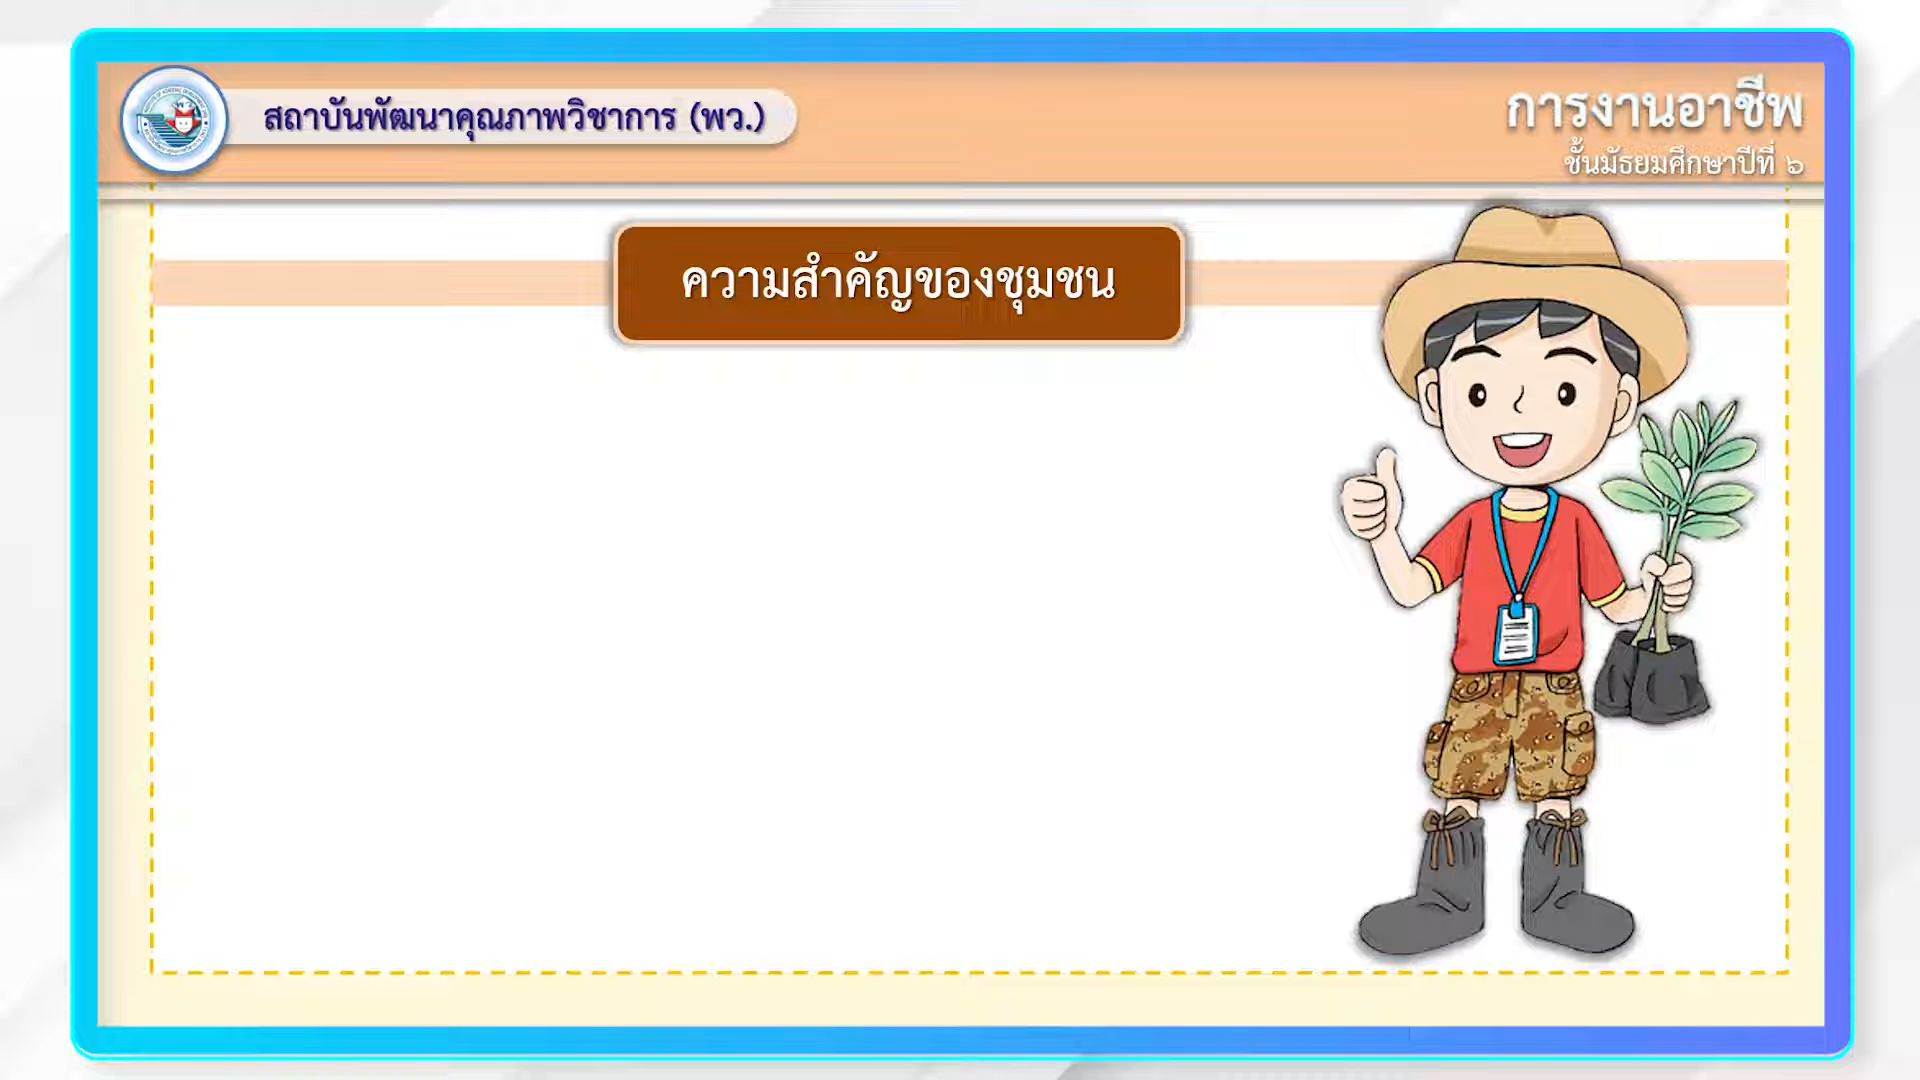 สถาบันพัฒนาคุณภาพวิชาการ (พว.)
การงานอาชีพ
ชั้นมัธยมศึกษาปีที่ ๖
ความสำคัญของชุมชน